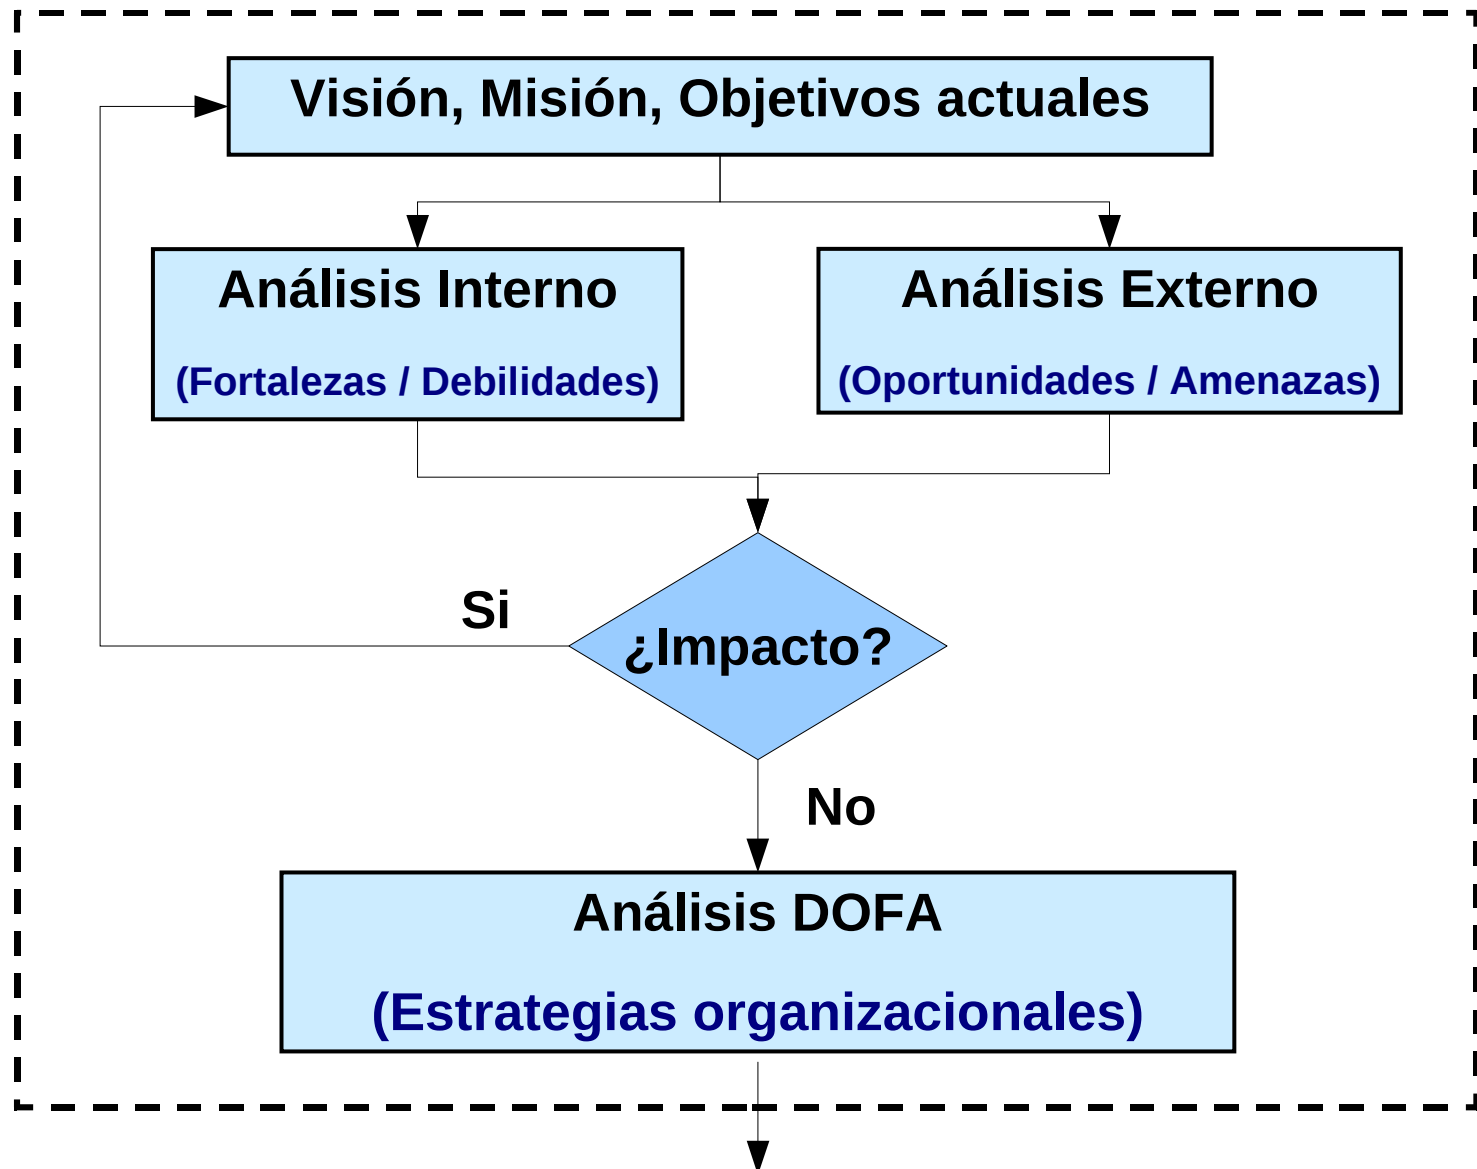 Visión, Misión, Objetivos actuales
Análisis Interno
(Fortalezas / Debilidades)
Análisis Externo
(Oportunidades / Amenazas)
Si
¿Impacto?
No
Análisis DOFA
(Estrategias organizacionales)